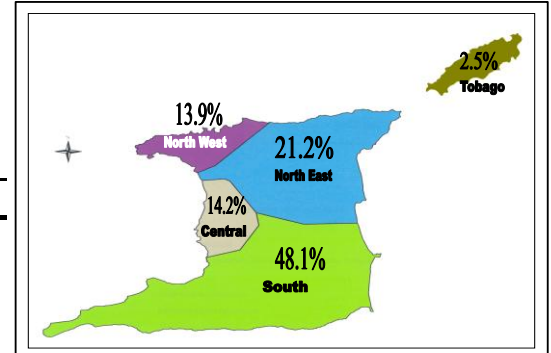 2.5%
Tobago
13.9%
North West
21.2%
North East
14.2%
Central
48.1%
South